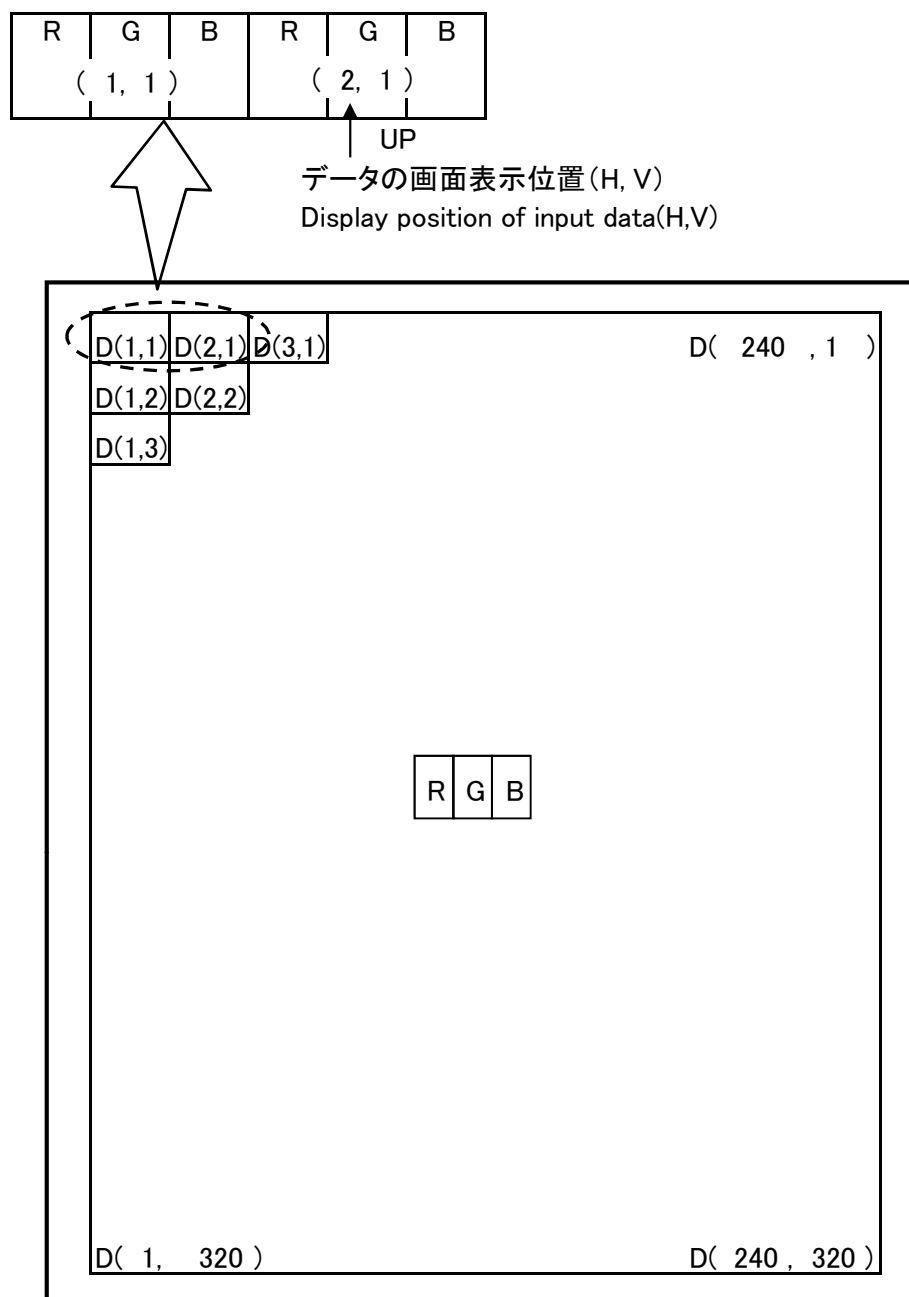 R G B R G B
( 1, 1 ) ( 2, 1 )
UP
データの画面表示位置(H, V)
Display position of input data(H,V)
D(1,1) D(2,1) D(3,1) D( 240 , 1 )
D(1,2) D(2,2)
D(1,3)
R G B
D( 1, 320 ) D( 240 , 320 )